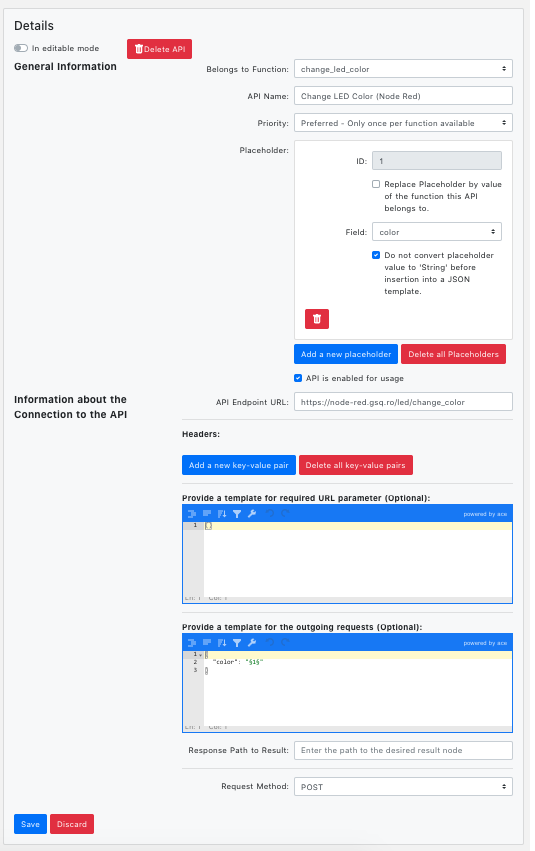 Details
In editable mode
Delete API
General Information
Belongs to Function:
change_led_color
API Name:
Change LED Color (Node Red)
Priority:
Preferred - Only once per function available
Placeholder:
ID:
1
Replace Placeholder by value
of the function this API
belongs to.
Field:
color
Do not convert placeholder
value to 'String' before
insertion into a JSON
template.
Add a new placeholder
Delete all Placeholders
API is enabled for usage
Information about the
Connection to the API
API Endpoint URL:
https://node-red.gsq.ro/led/change_color
Headers:
Add a new key-value pair
Delete all key-value pairs
Provide a template for required URL parameter (Optional):
powered by ace
1 {}
Ln: 1 Col: 1
Provide a template for the outgoing requests (Optional):
powered by ace
1 {
2 "color": "§1§"
3 }
Ln: 1 Col: 1
Response Path to Result:
Enter the path to the desired result node
Request Method:
POST
Save
Discard